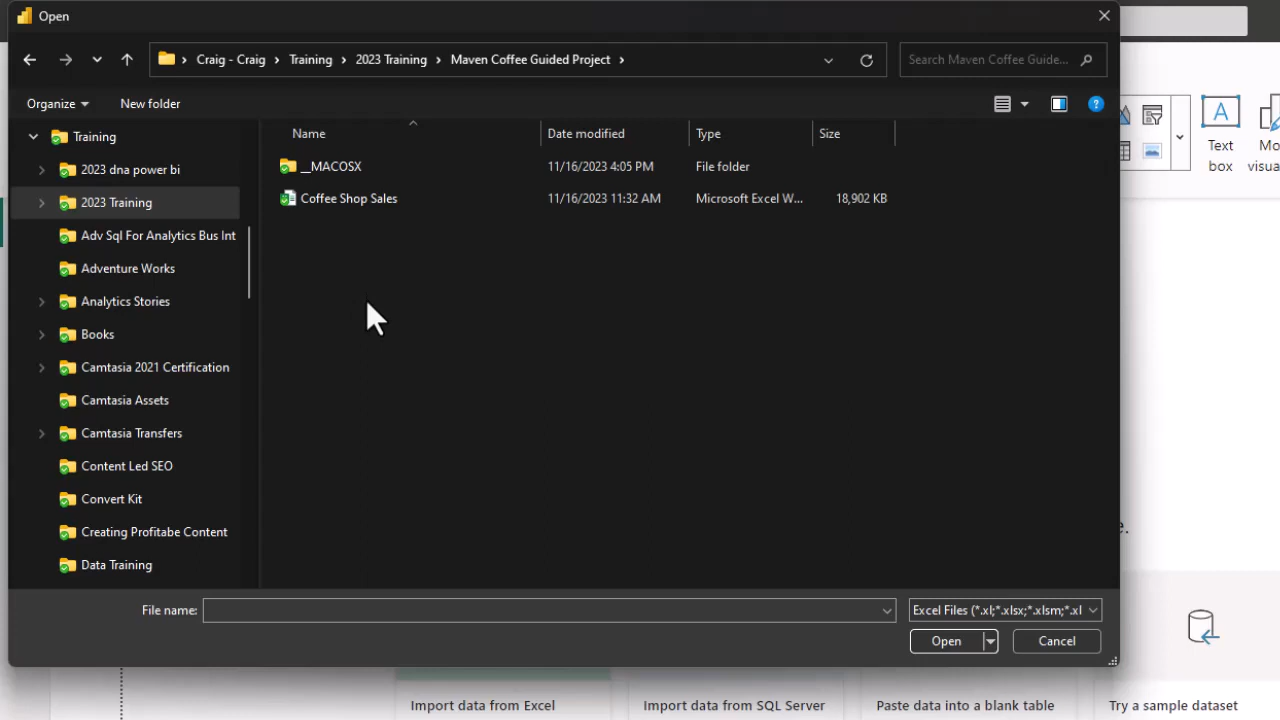 Open
Craig - Craig > Training > 2023 Training > Maven Coffee Guided Project >
Search Maven Coffee Guide...
Organize
New folder
Name
Date modified
Type
Size
Training
2023 dna power bi
2023 Training
Adv Sql For Analytics Bus Int
Adventure Works
Analytics Stories
Books
Camtasia 2021 Certification
Camtasia Assets
Camtasia Transfers
Content Led SEO
Convert Kit
Creating Profitabe Content
Data Training
__MACOSX
11/16/2023 4:05 PM
File folder
Coffee Shop Sales
11/16/2023 11:32 AM
Microsoft Excel W...
18,902 KB
File name:
Excel Files (*.xl;*.xlsx;*.xlsm;*.xl
Open
Cancel
A
Text
box
Mo
visua
e.
Import data from Excel
Import data from SQL Server
Paste data into a blank table
Try a sample dataset